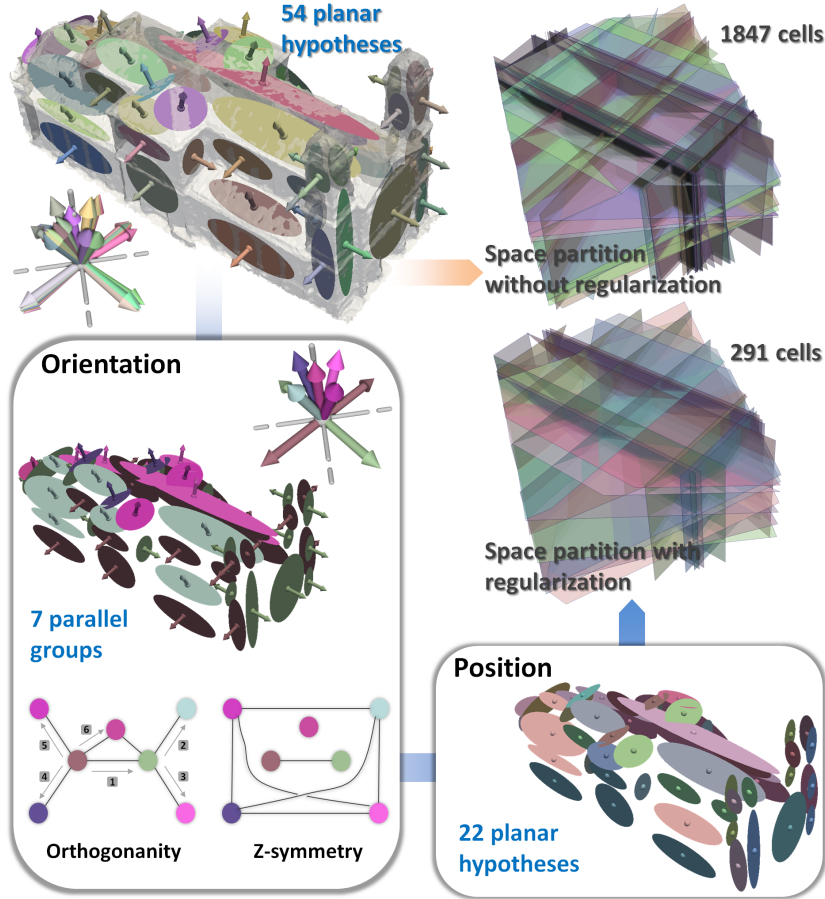 54 planar
hypotheses
1847 cells
Space partition
without regularization
Orientation
291 cells
Space partition with
regularization
7 parallel
groups
Position
6
5
2
4
1
3
Orthogonanity
Z-symmetry
22 planar
hypotheses